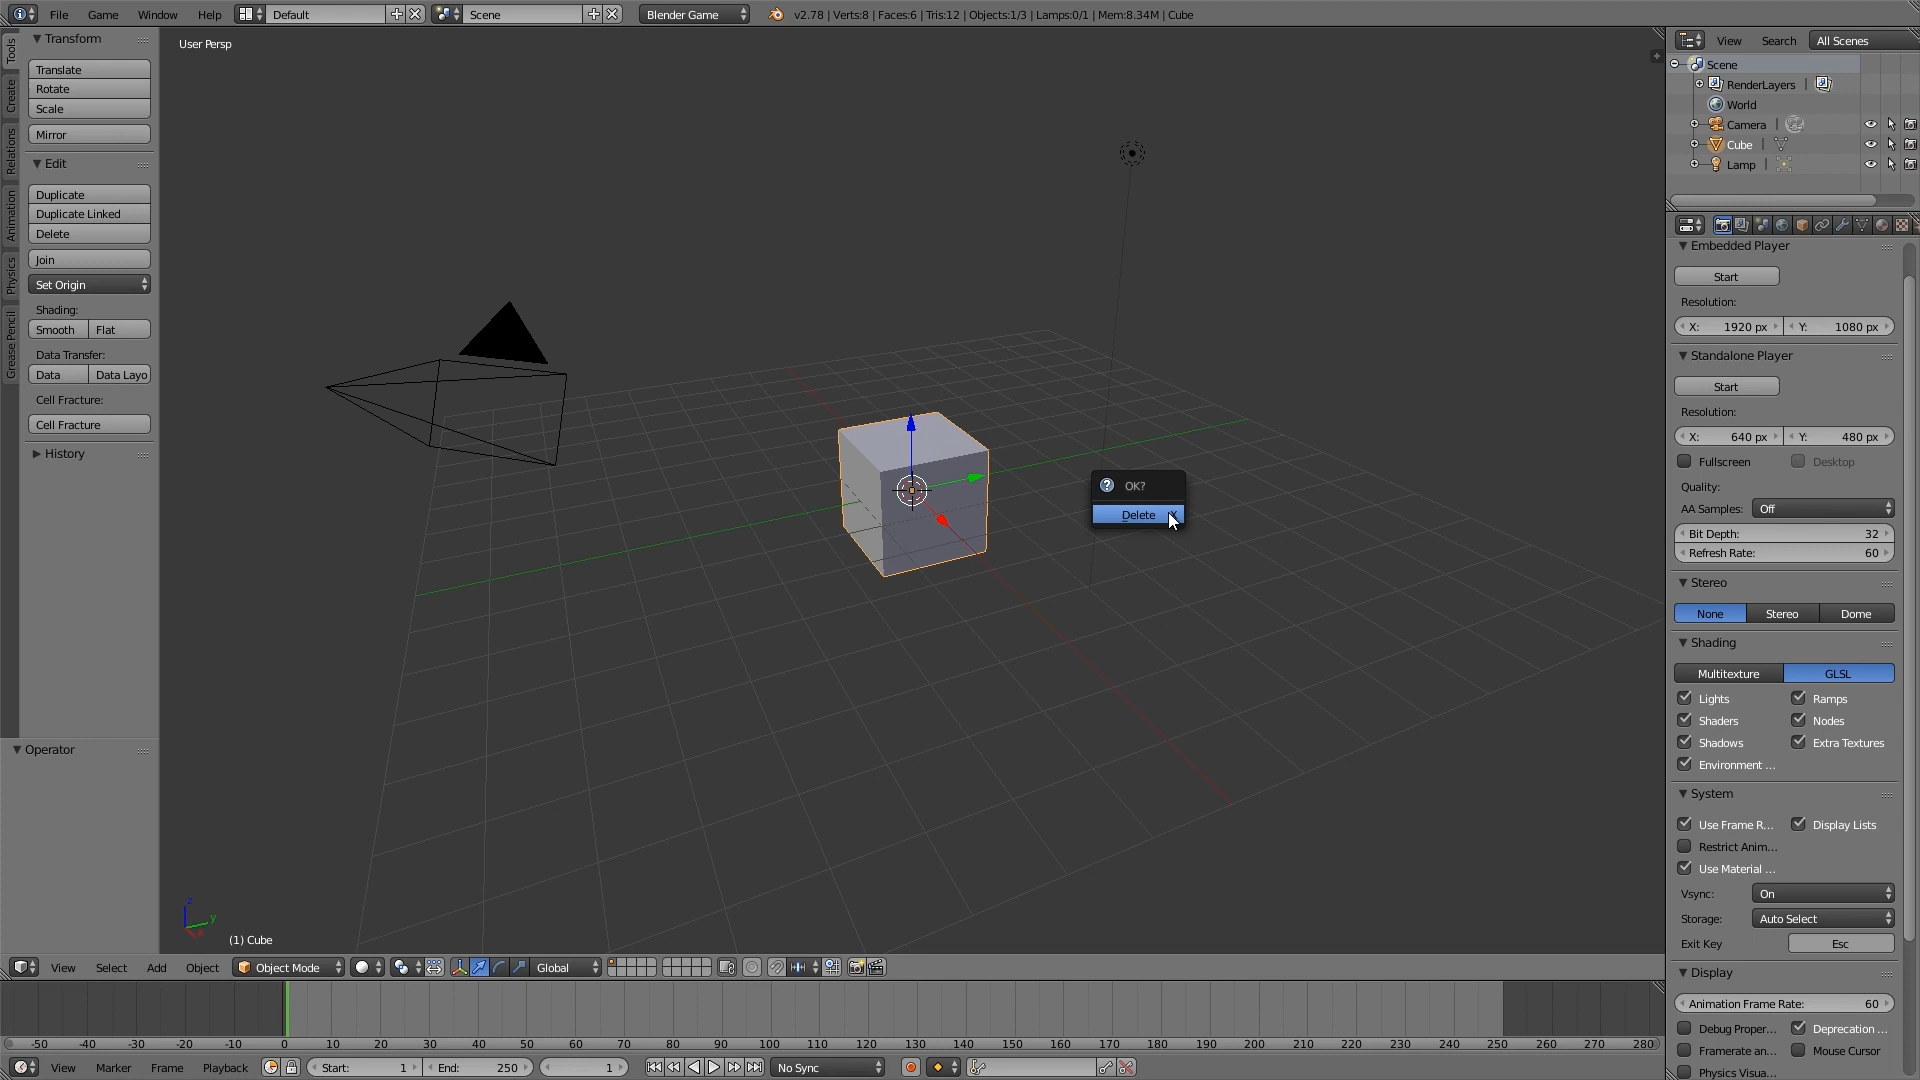 File Game Window Help Default Scene Blender Game v2.78 | Verts:8 | Faces:6 | Tris:12 | Objects:1/3 | Lamps:0/1 | Mem:8.34M | Cube
Tools
Create
Relations
Animation
Physics
Grease Pencil
Transform
Translate
Rotate
Scale
Mirror
Edit
Duplicate
Duplicate Linked
Delete
Join
Set Origin
Shading:
Smooth Flat
Data Transfer:
Data Data Layo
Cell Fracture:
Cell Fracture
History
Operator
User Persp
OK?
Delete
z
y
(1) Cube
View Search All Scenes
Scene
RenderLayers |
World
Camera |
Cube |
Lamp |
Embedded Player
Start
Resolution:
X: 1920 px Y: 1080 px
Standalone Player
Start
Resolution:
X: 640 px Y: 480 px
Fullscreen Desktop
Quality:
AA Samples: Off
Bit Depth: 32
Refresh Rate: 60
Stereo
None Stereo Dome
Shading
Multitexture GLSL
Lights Ramps
Shaders Nodes
Shadows Extra Textures
Environment ...
System
Use Frame R... Display Lists
Restrict Anim...
Use Material ...
Vsync: On
Storage: Auto Select
Exit Key Esc
Display
Animation Frame Rate: 60
Debug Proper... Deprecation ...
Framerate an... Mouse Cursor
Physics Visua...
View Select Add Object Object Mode Global
-50 -40 -30 -20 -10 0 10 20 30 40 50 60 70 80 90 100 110 120 130 140 150 160 170 180 190 200 210 220 230 240 250 260 270 280
View Marker Frame Playback Start: 1 End: 250 1 No Sync